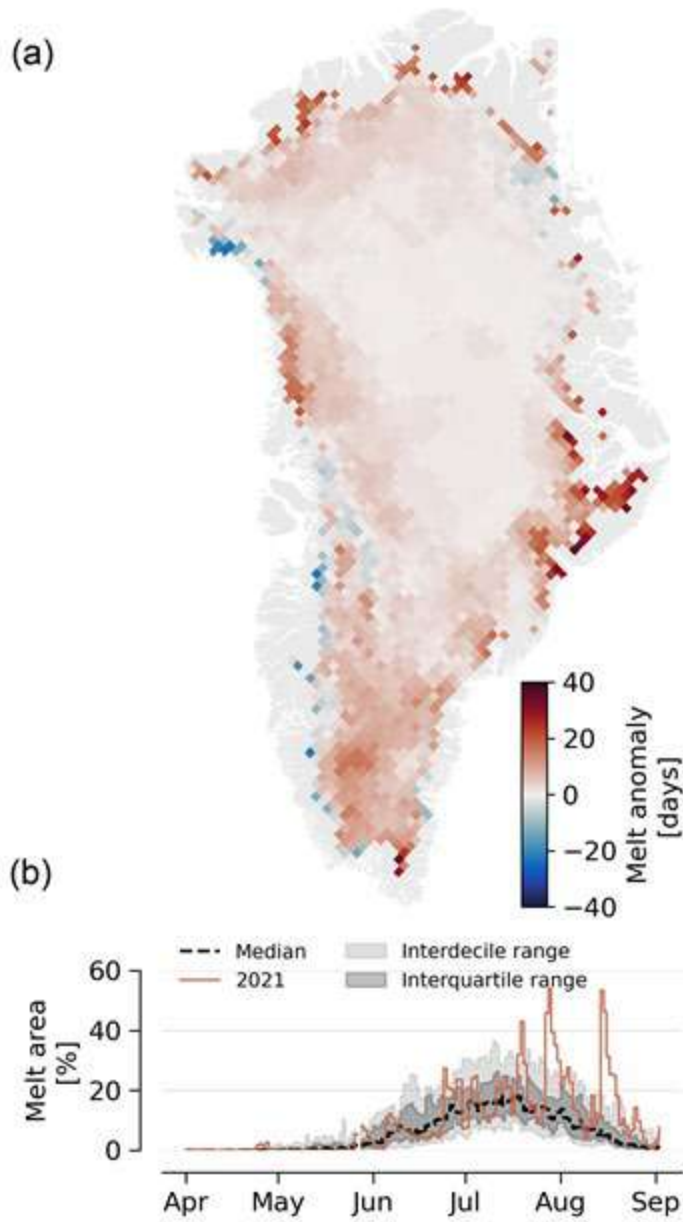 (a)
40
20
0
−20
−40
Melt anomaly
[days]
(b)
Median
Interdecile range
2021
Interquartile range
60
40
20
0
Melt area
[%]
Apr May Jun Jul Aug Sep